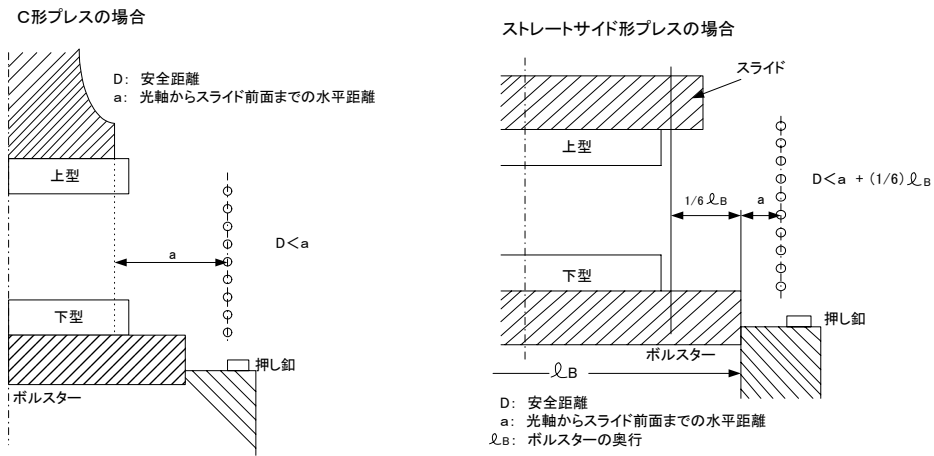 C形プレスの場合
D: 安全距離
a: 光軸からスライド前面までの水平距離
上型
D<a
a
下型
押し釦
ボルスター
ストレートサイド形プレスの場合
スライド
上型
D<a + (1/6)ℓB
1/6 ℓB
a
下型
押し釦
ボルスター
ℓB
D: 安全距離
a: 光軸からスライド前面までの水平距離
ℓB: ボルスターの奥行